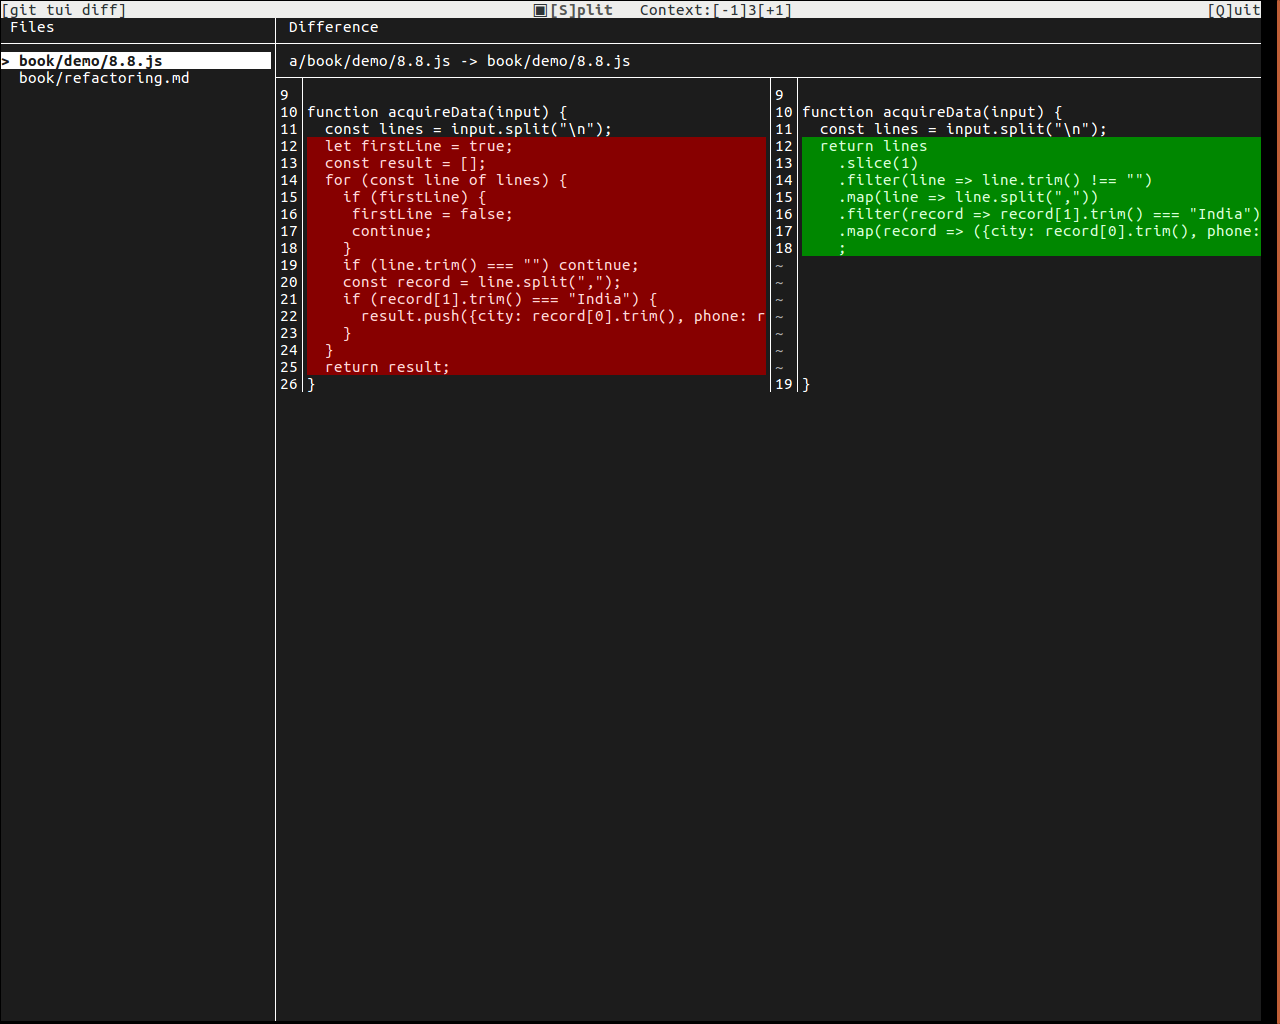 [git tui diff] ▣[S]plit Context:[-1]3[+1] [Q]uit
Files
> book/demo/8.8.js
book/refactoring.md
Difference
a/book/demo/8.8.js -> book/demo/8.8.js
9
10 function acquireData(input) {
11   const lines = input.split("\n");
12   let firstLine = true;
13   const result = [];
14   for (const line of lines) {
15     if (firstLine) {
16      firstLine = false;
17      continue;
18     }
19     if (line.trim() === "") continue;
20     const record = line.split(",");
21     if (record[1].trim() === "India") {
22       result.push({city: record[0].trim(), phone: r
23     }
24   }
25   return result;
26 }
9
10 function acquireData(input) {
11   const lines = input.split("\n");
12   return lines
13     .slice(1)
14     .filter(line => line.trim() !== "")
15     .map(line => line.split(","))
16     .filter(record => record[1].trim() === "India")
17     .map(record => ({city: record[0].trim(), phone:
18     ;
~
~
~
~
~
~
~
19 }